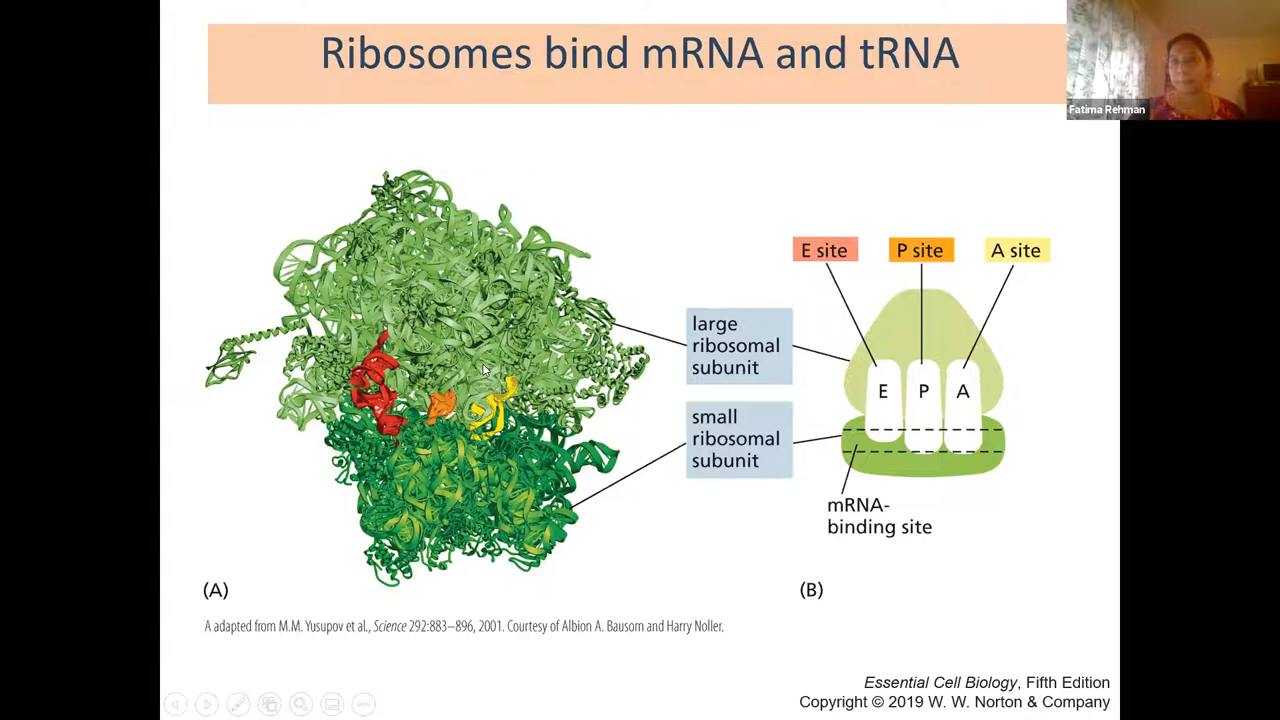 Ribosomes bind mRNA and tRNA
Fatima Rehman
E site
P site
A site
large
ribosomal
subunit
E
P
A
small
ribosomal
subunit
mRNA-
binding site
(A)
(B)
A adapted from M.M. Yusupov et al., Science 292:883–896, 2001. Courtesy of Albion A. Bausom and Harry Noller.
Essential Cell Biology, Fifth Edition
Copyright © 2019 W. W. Norton & Company